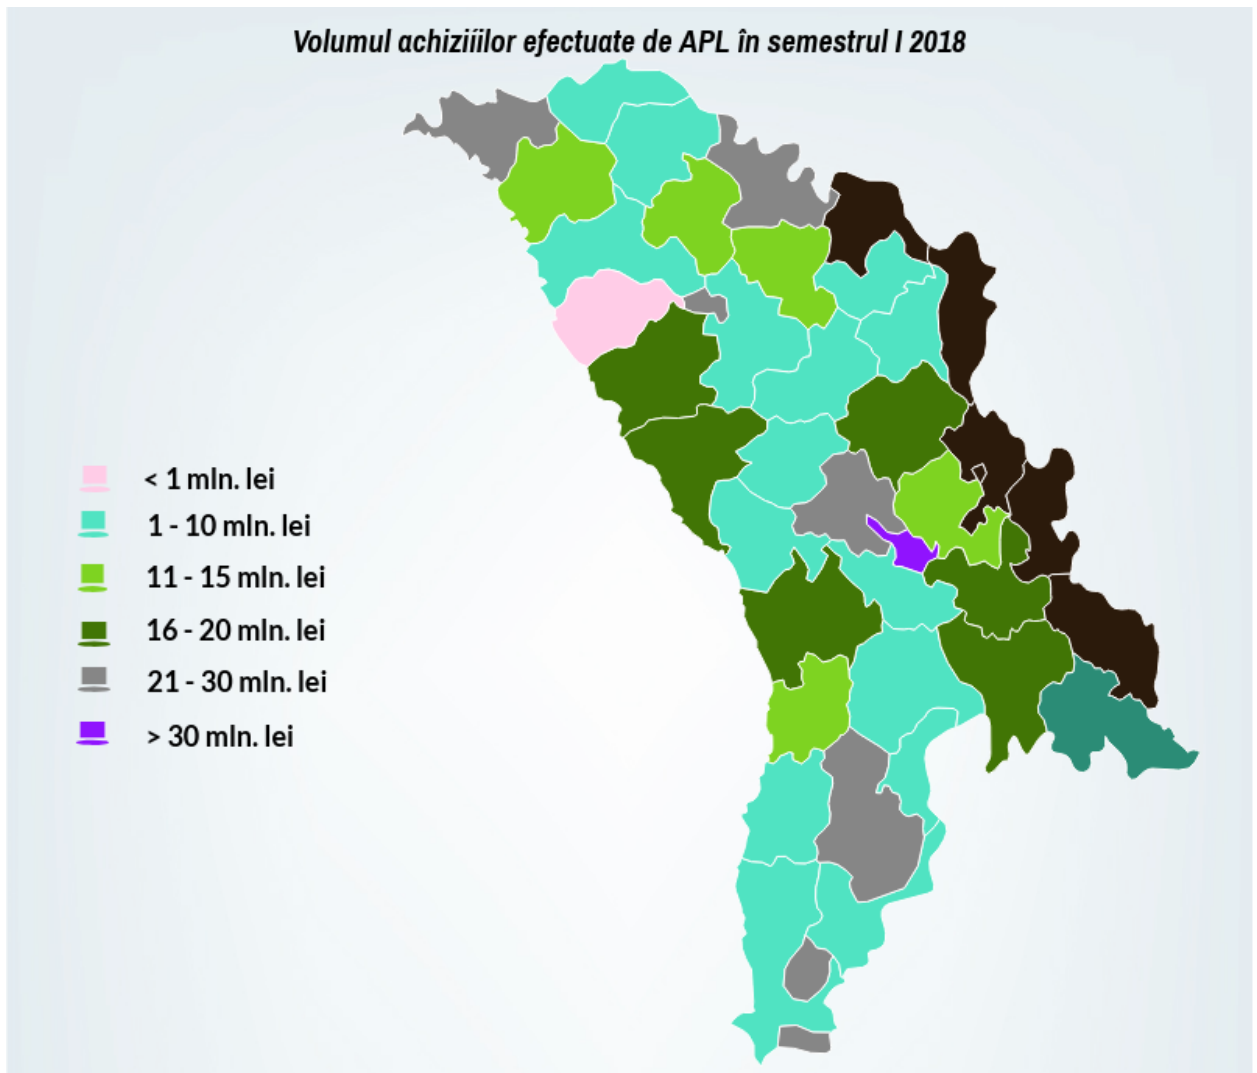 Volumul achiziiilor efectuate de APL în semestrul I 2018
< 1 mln. lei
1 - 10 mln. lei
11 - 15 mln. lei
16 - 20 mln. lei
21 - 30 mln. lei
> 30 mln. lei